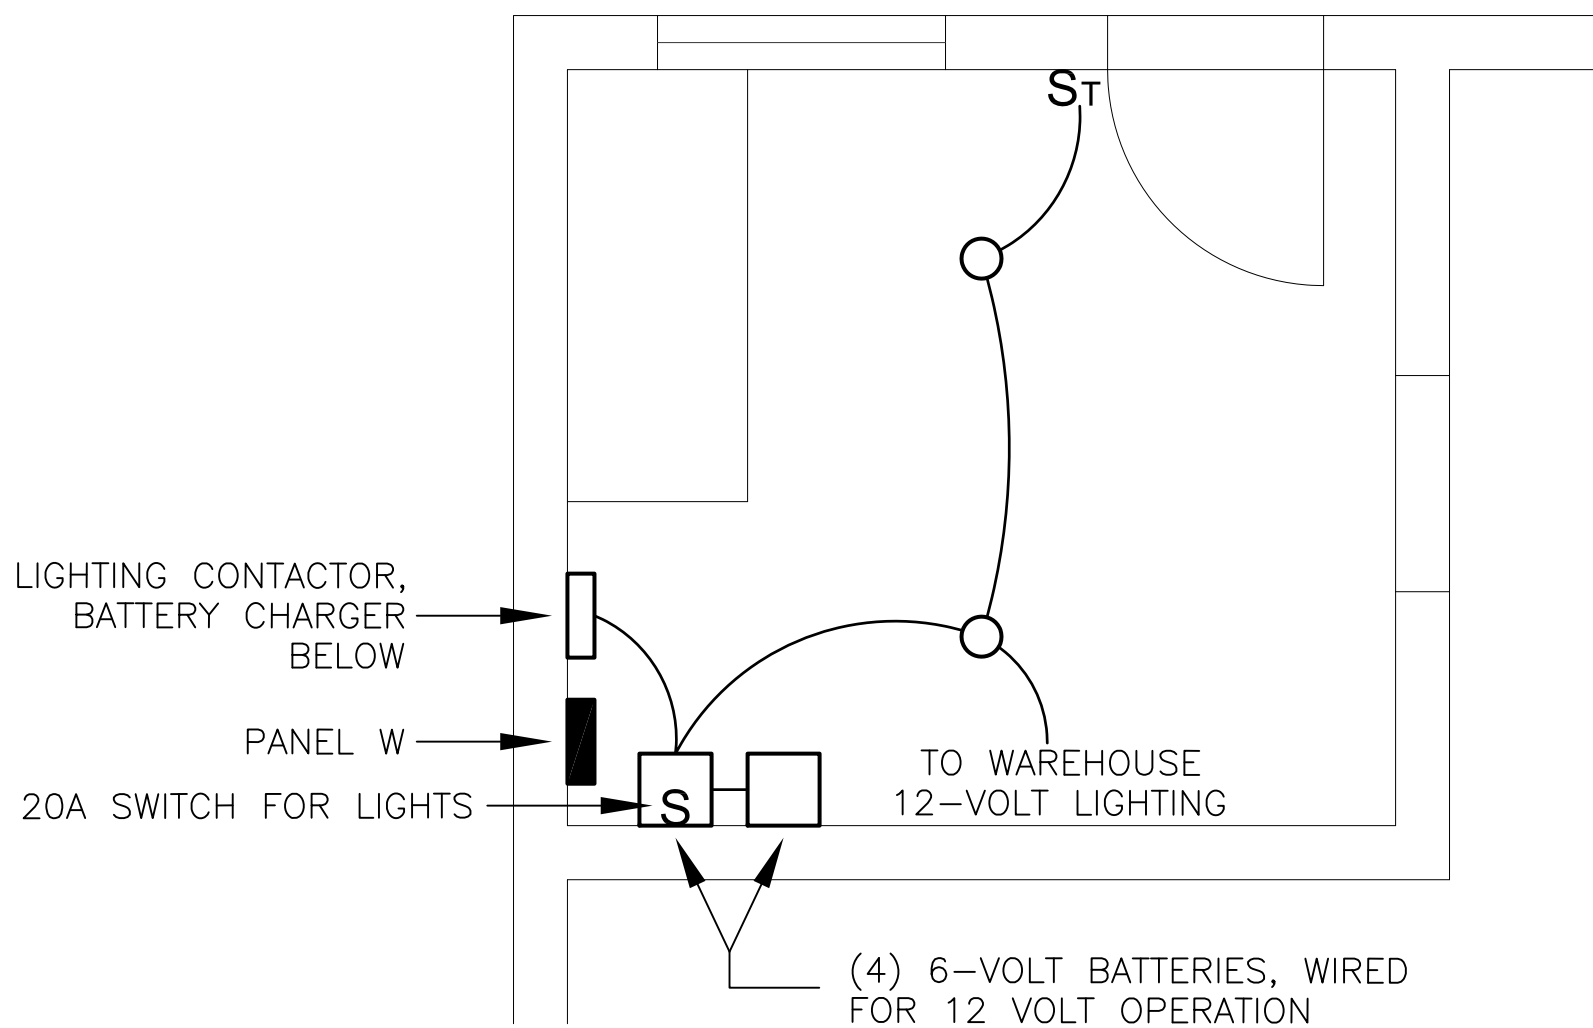 ST
LIGHTING CONTACTOR,
BATTERY CHARGER
BELOW
PANEL W
20A SWITCH FOR LIGHTS
S
TO WAREHOUSE
12-VOLT LIGHTING
(4) 6-VOLT BATTERIES, WIRED
FOR 12 VOLT OPERATION